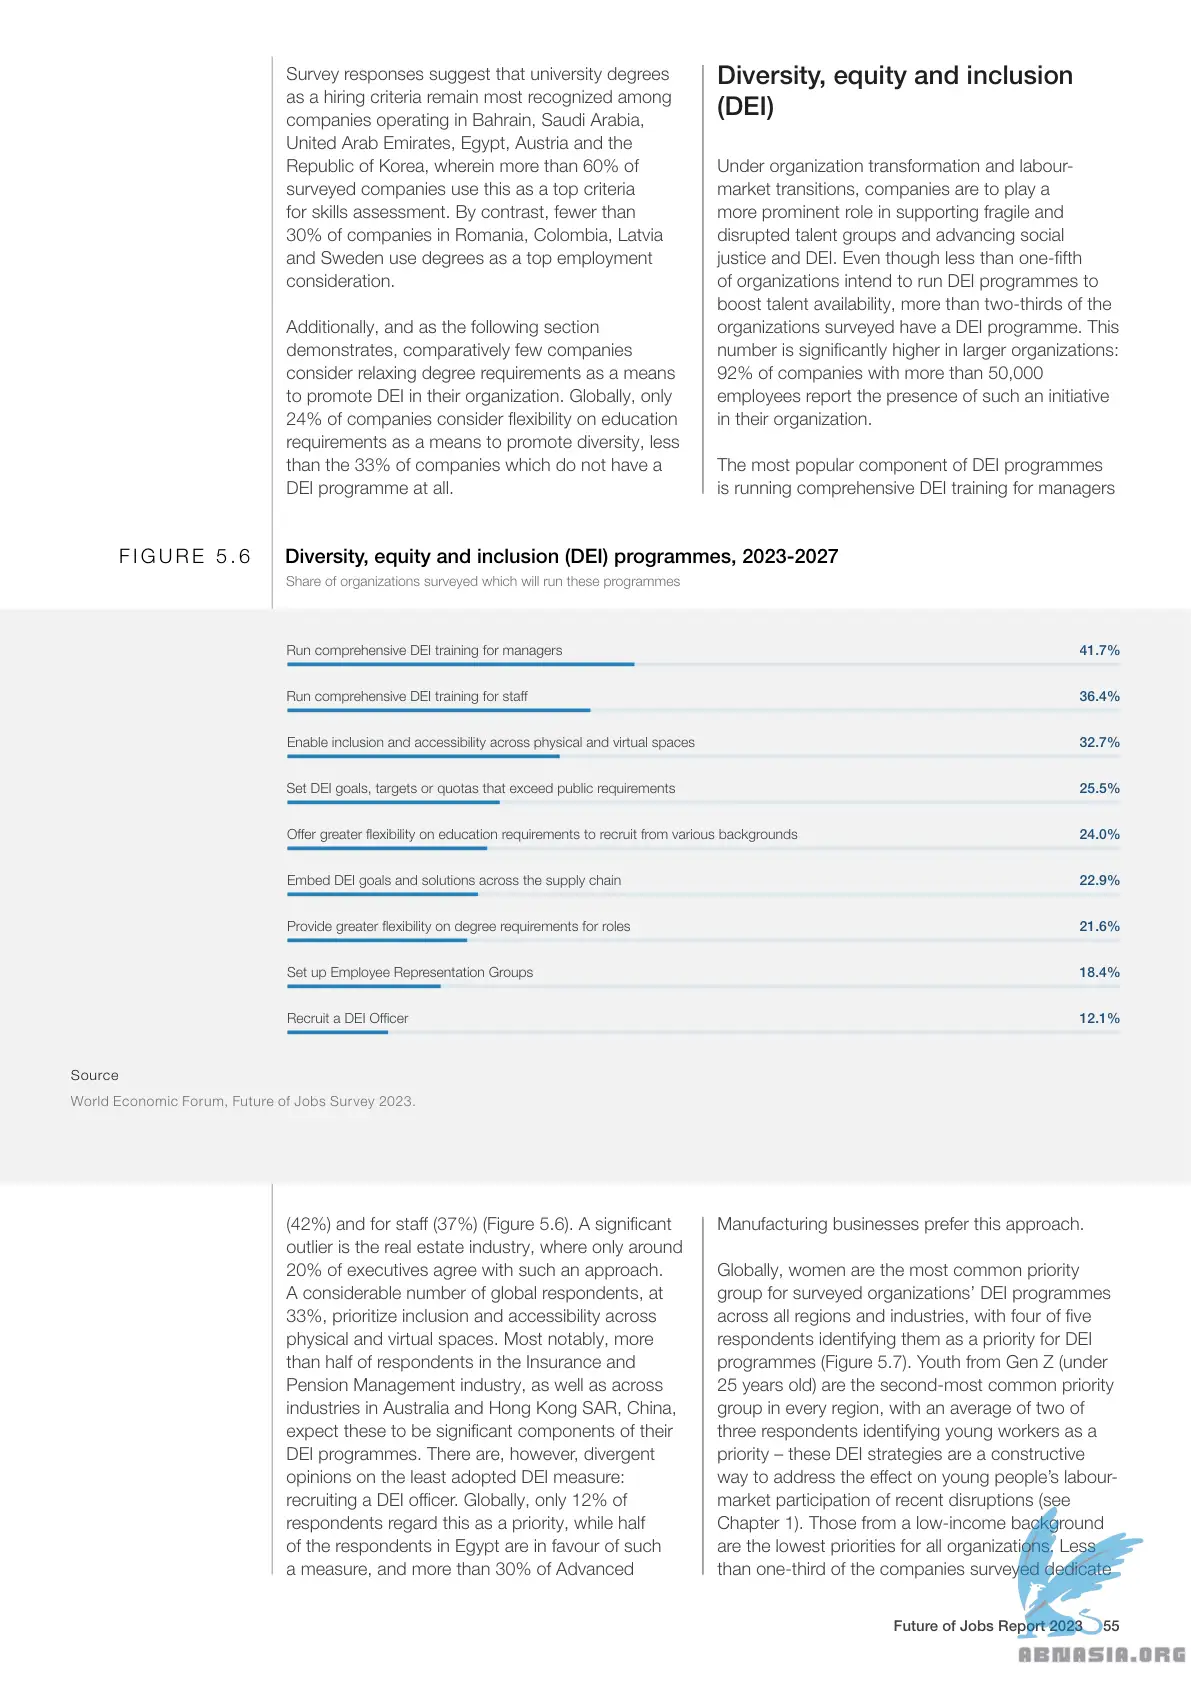 Survey responses suggest that university degrees
as a hiring criteria remain most recognized among
companies operating in Bahrain, Saudi Arabia,
United Arab Emirates, Egypt, Austria and the
Republic of Korea, wherein more than 60% of
surveyed companies use this as a top criteria
for skills assessment. By contrast, fewer than
30% of companies in Romania, Colombia, Latvia
and Sweden use degrees as a top employment
consideration.
Additionally, and as the following section
demonstrates, comparatively few companies
consider relaxing degree requirements as a means
to promote DEI in their organization. Globally, only
24% of companies consider flexibility on education
requirements as a means to promote diversity, less
than the 33% of companies which do not have a
DEI programme at all.
Diversity, equity and inclusion
(DEI)
Under organization transformation and labour-
market transitions, companies are to play a
more prominent role in supporting fragile and
disrupted talent groups and advancing social
justice and DEI. Even though less than one-fifth
of organizations intend to run DEI programmes to
boost talent availability, more than two-thirds of the
organizations surveyed have a DEI programme. This
number is significantly higher in larger organizations:
92% of companies with more than 50,000
employees report the presence of such an initiative
in their organization.
The most popular component of DEI programmes
is running comprehensive DEI training for managers
FIGURE 5.6
Diversity, equity and inclusion (DEI) programmes, 2023-2027
Share of organizations surveyed which will run these programmes
Run comprehensive DEI training for managers 41.7%
Run comprehensive DEI training for staff 36.4%
Enable inclusion and accessibility across physical and virtual spaces 32.7%
Set DEI goals, targets or quotas that exceed public requirements 25.5%
Offer greater flexibility on education requirements to recruit from various backgrounds 24.0%
Embed DEI goals and solutions across the supply chain 22.9%
Provide greater flexibility on degree requirements for roles 21.6%
Set up Employee Representation Groups 18.4%
Recruit a DEI Officer 12.1%
Source
World Economic Forum, Future of Jobs Survey 2023.
(42%) and for staff (37%) (Figure 5.6). A significant
outlier is the real estate industry, where only around
20% of executives agree with such an approach.
A considerable number of global respondents, at
33%, prioritize inclusion and accessibility across
physical and virtual spaces. Most notably, more
than half of respondents in the Insurance and
Pension Management industry, as well as across
industries in Australia and Hong Kong SAR, China,
expect these to be significant components of their
DEI programmes. There are, however, divergent
opinions on the least adopted DEI measure:
recruiting a DEI officer. Globally, only 12% of
respondents regard this as a priority, while half
of the respondents in Egypt are in favour of such
a measure, and more than 30% of Advanced
Manufacturing businesses prefer this approach.
Globally, women are the most common priority
group for surveyed organizations’ DEI programmes
across all regions and industries, with four of five
respondents identifying them as a priority for DEI
programmes (Figure 5.7). Youth from Gen Z (under
25 years old) are the second-most common priority
group in every region, with an average of two of
three respondents identifying young workers as a
priority – these DEI strategies are a constructive
way to address the effect on young people’s labour-
market participation of recent disruptions (see
Chapter 1). Those from a low-income background
are the lowest priorities for all organizations. Less
than one-third of the companies surveyed dedicate
Future of Jobs Report 2023 55
ABNASIA.ORG